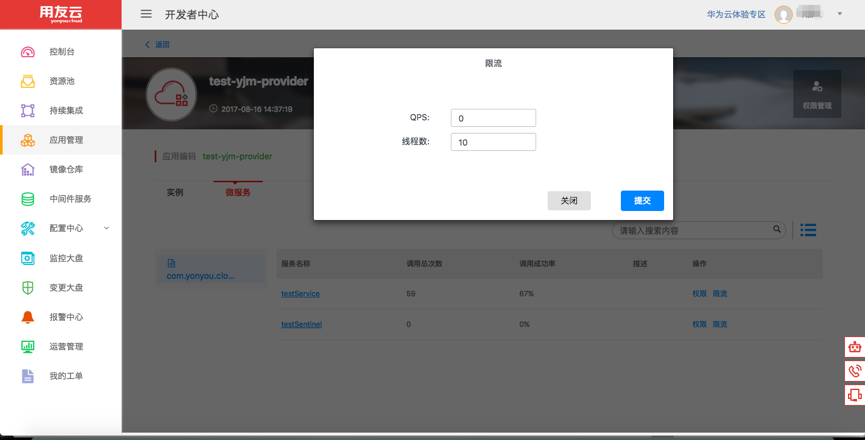 用友云
yonyoucloud
开发者中心
华为云体验专区
控制台
资源池
持续集成
应用管理
镜像仓库
中间件服务
配置中心
监控大盘
变更大盘
报警中心
运营管理
我的工单
返回
test-yjm-provider
2017-08-16 14:37:19
权限管理
应用编码 test-yjm-provider
实例 微服务
限流
QPS: 0
线程数: 10
关闭 提交
请输入搜索内容
com.yonyou.clo...
服务名称 调用品次数 调用成功率 描述 操作
testService 59 67% 权限 限流
testSentinel 0 0% 权限 限流